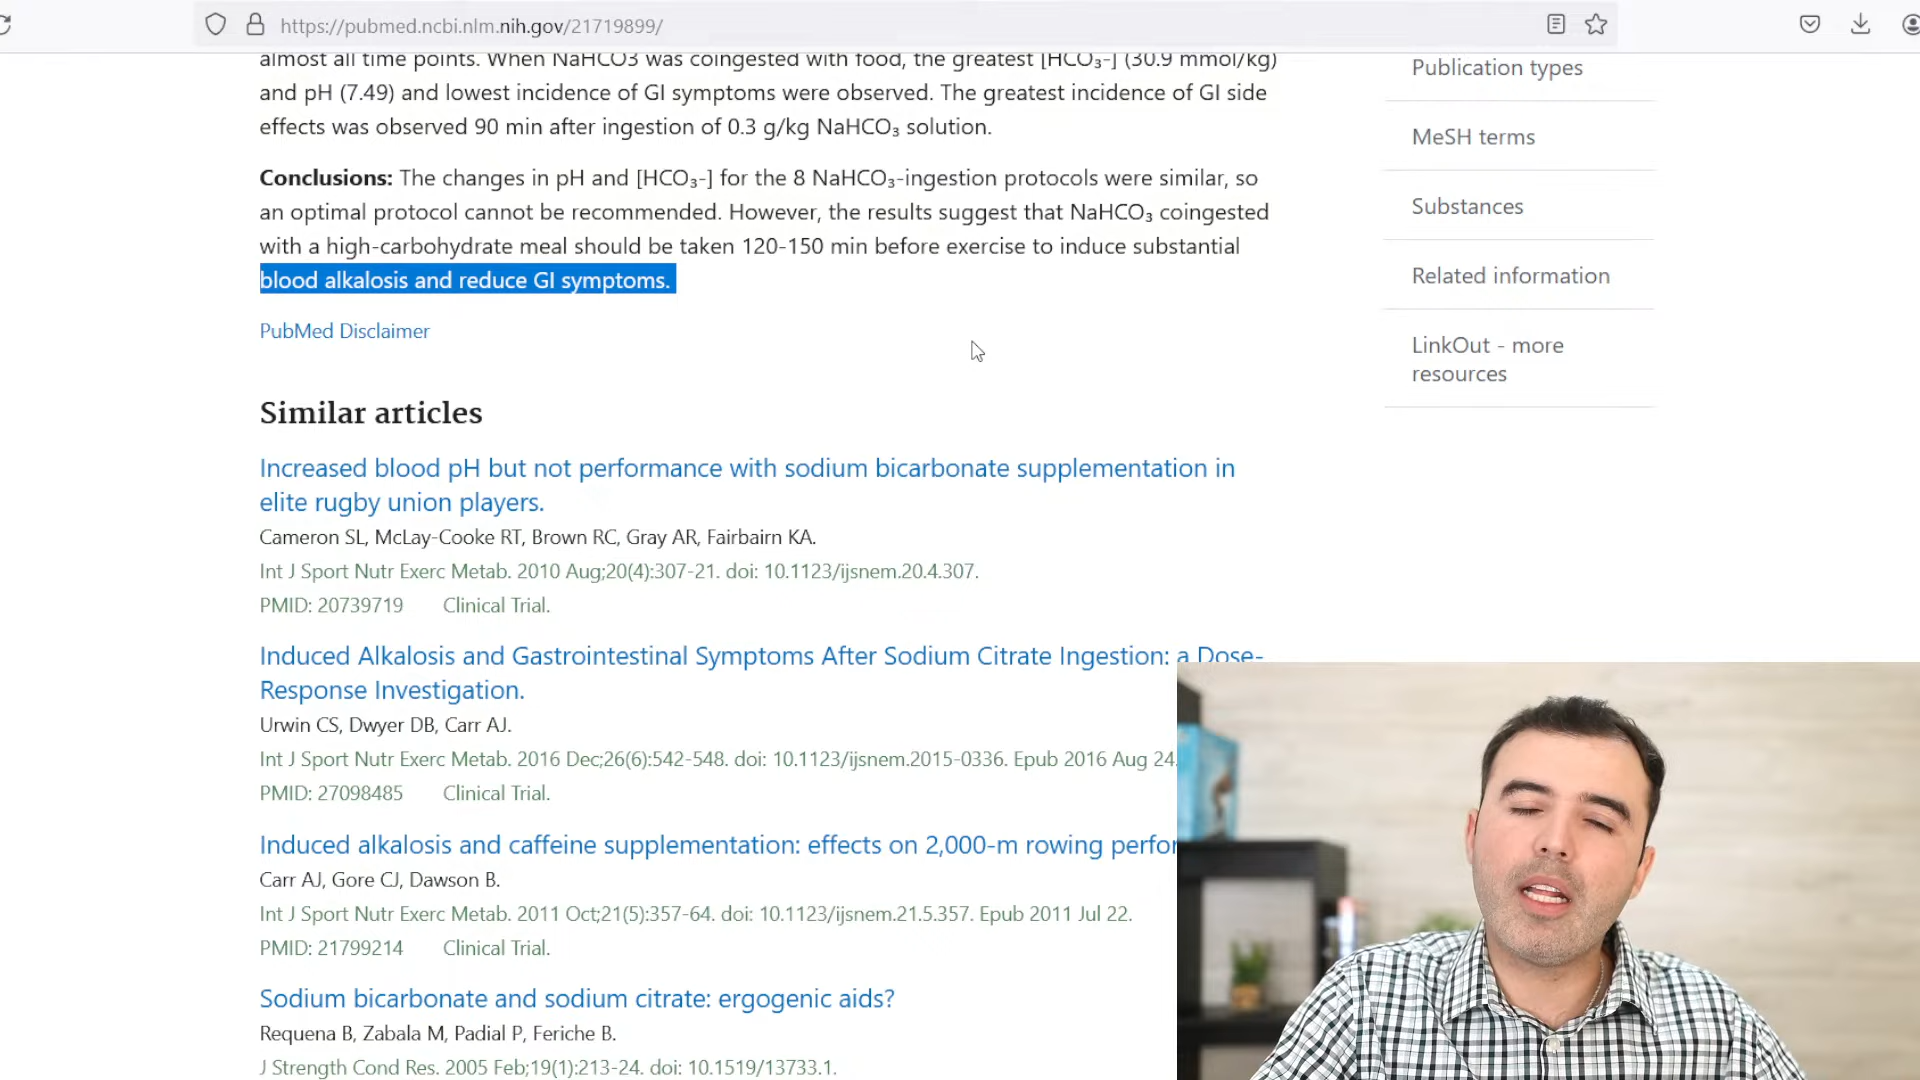 https://pubmed.ncbi.nlm.nih.gov/21719899/
almost all time points. When NaHCO3 was coingested with food, the greatest [HCO₃-] (30.9 mmol/kg)
and pH (7.49) and lowest incidence of GI symptoms were observed. The greatest incidence of GI side
effects was observed 90 min after ingestion of 0.3 g/kg NaHCO₃ solution.
Conclusions: The changes in pH and [HCO₃-] for the 8 NaHCO₃-ingestion protocols were similar, so
an optimal protocol cannot be recommended. However, the results suggest that NaHCO₃ coingested
with a high-carbohydrate meal should be taken 120-150 min before exercise to induce substantial
blood alkalosis and reduce GI symptoms.
PubMed Disclaimer
Similar articles
Increased blood pH but not performance with sodium bicarbonate supplementation in
elite rugby union players.
Cameron SL, McLay-Cooke RT, Brown RC, Gray AR, Fairbairn KA.
Int J Sport Nutr Exerc Metab. 2010 Aug;20(4):307-21. doi: 10.1123/ijsnem.20.4.307.
PMID: 20739719 Clinical Trial.
Induced Alkalosis and Gastrointestinal Symptoms After Sodium Citrate Ingestion: a Dose-
Response Investigation.
Urwin CS, Dwyer DB, Carr AJ.
Int J Sport Nutr Exerc Metab. 2016 Dec;26(6):542-548. doi: 10.1123/ijsnem.2015-0336. Epub 2016 Aug 24.
PMID: 27098485 Clinical Trial.
Induced alkalosis and caffeine supplementation: effects on 2,000-m rowing perfor
Carr AJ, Gore CJ, Dawson B.
Int J Sport Nutr Exerc Metab. 2011 Oct;21(5):357-64. doi: 10.1123/ijsnem.21.5.357. Epub 2011 Jul 22.
PMID: 21799214 Clinical Trial.
Sodium bicarbonate and sodium citrate: ergogenic aids?
Requena B, Zabala M, Padial P, Feriche B.
J Strength Cond Res. 2005 Feb;19(1):213-24. doi: 10.1519/13733.1.
Publication types
MeSH terms
Substances
Related information
LinkOut - more
resources